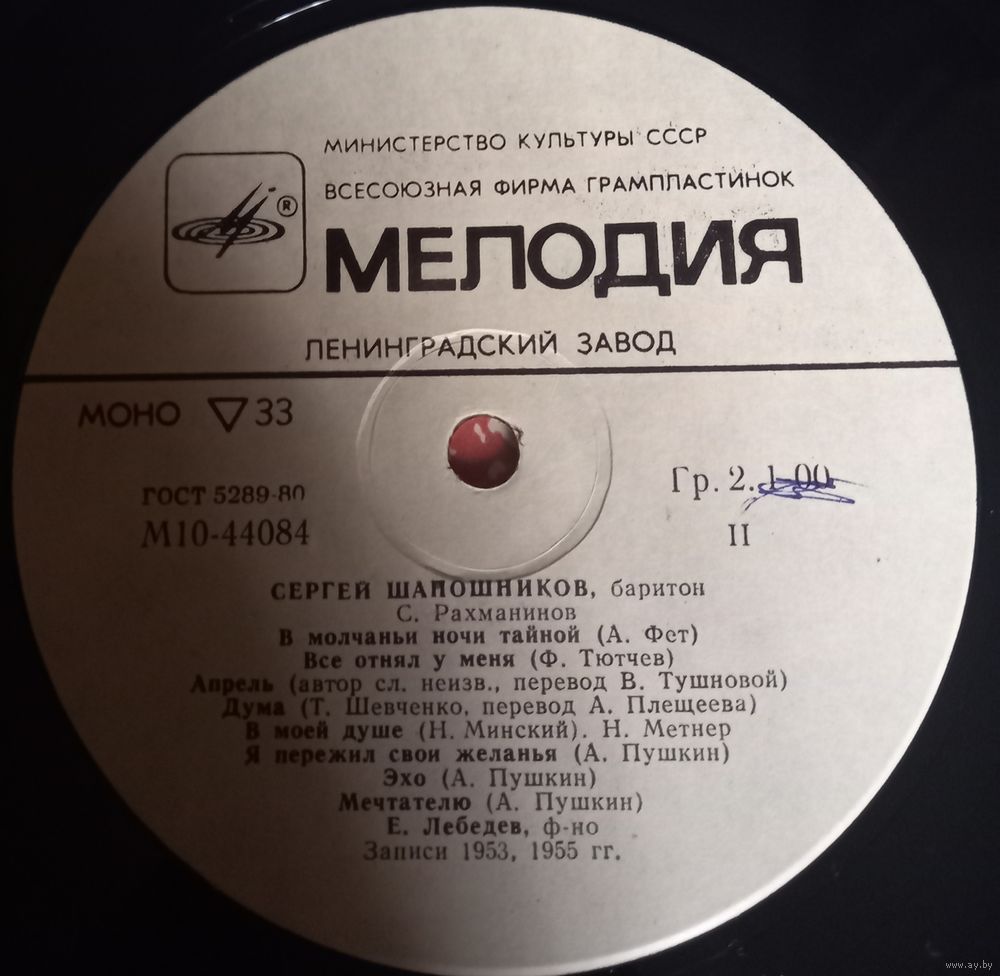 МИНИСТЕРСТВО КУЛЬТУРЫ СССР
ВСЕСОЮЗНАЯ ФИРМА ГРАМПЛАСТИНОК
®
МЕЛОДИЯ
ЛЕНИНГРАДСКИЙ ЗАВОД
МОНО ▽ 33
ГОСТ 5289-80
М10-44084
Гр. 2. 1-00
II
СЕРГЕЙ ШАПОШНИКОВ, баритон
С. Рахманинов
В молчаньи ночи тайной (А. Фет)
Все отнял у меня (Ф. Тютчев)
Апрель (автор сл. неизв., перевод В. Тушновой)
Дума (Т. Шевченко, перевод А. Плещеева)
В моей душе (Н. Минский). Н. Метнер
Я пережил свои желанья (А. Пушкин)
Эхо (А. Пушкин)
Мечтателю (А. Пушкин)
Е. Лебедев, ф-но
Записи 1953, 1955 гг.
www.ay.by